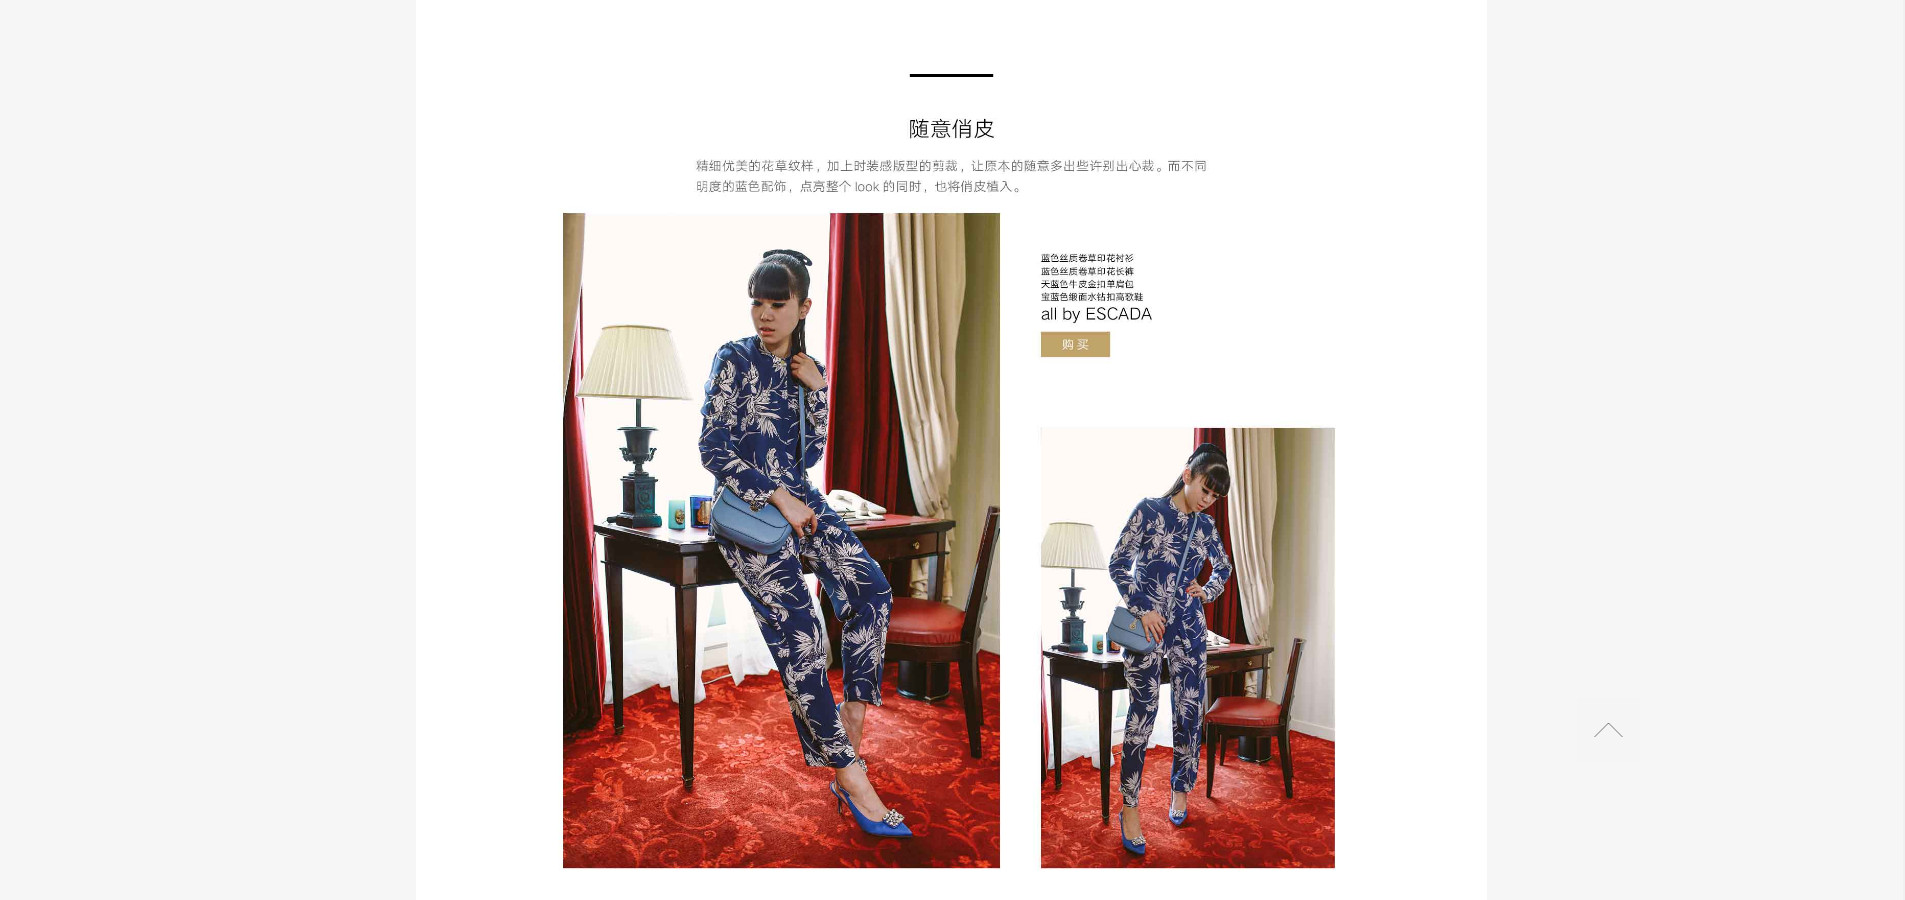 随意俏皮
精细优美的花草纹样，加上时装感版型的剪裁，让原本的随意多出些许别出心裁。而不同
明度的蓝色配饰，点亮整个 look 的同时，也将俏皮植入。
蓝色丝质卷草印花衬衫
蓝色丝质卷草印花长裤
天蓝色牛皮金扣单肩包
宝蓝色缎面水钻扣高跟鞋
all by ESCADA
购买